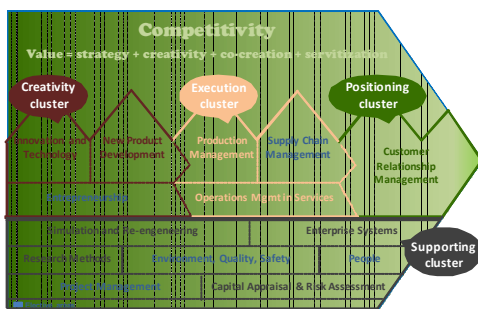 Competitivity
Value = strategy + creativity + co-creation + servitization
Creativity
cluster
Execution
cluster
Positioning
cluster
Innovation and
Technology
New Product
Development
Production
Management
Supply Chain
Management
Customer
Relationship
Management
Entrepreneurship
Operations Mgmt in Services
Simulation and Re-engeneering
Enterprise Systems
Supporting
cluster
Research Methods
Environment, Quality, Safety
People
Project Management
Capital Appraisal & Risk Assessment